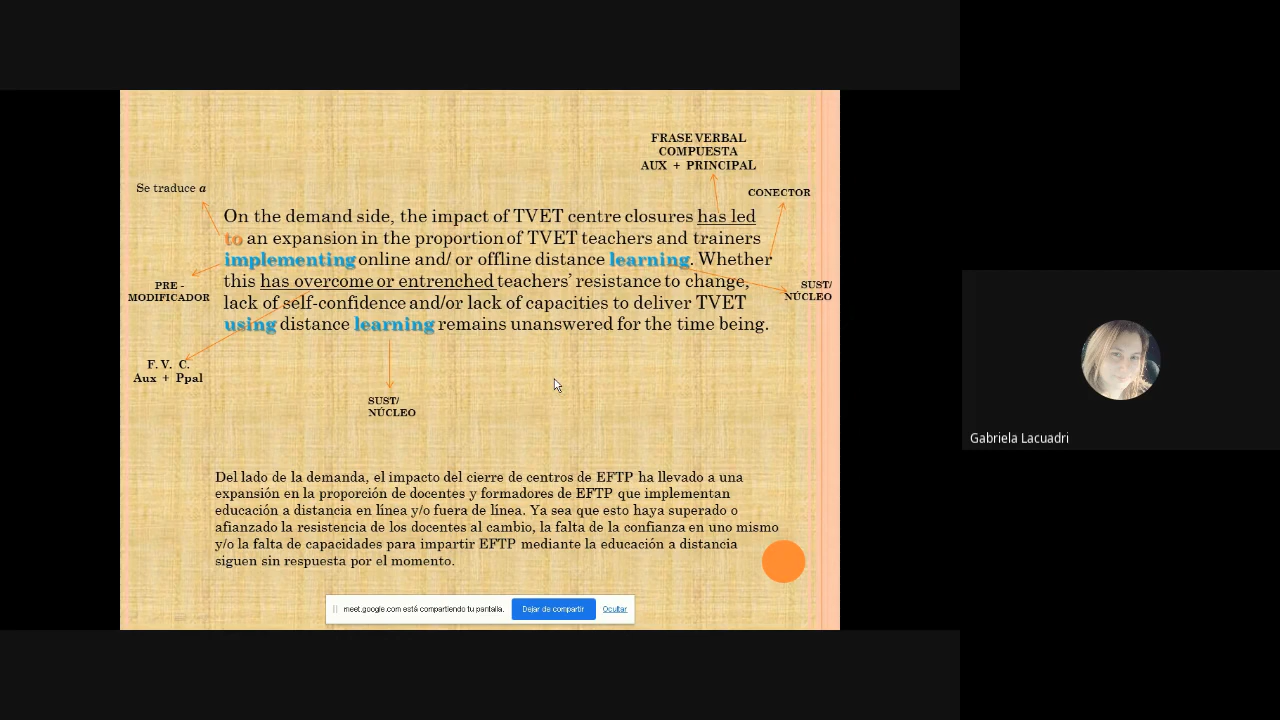 FRASE VERBAL
COMPUESTA
AUX + PRINCIPAL
Se traduce a
CONECTOR
On the demand side, the impact of TVET centre closures has led
to an expansion in the proportion of TVET teachers and trainers
implementing online and/ or offline distance learning. Whether
this has overcome or entrenched teachers' resistance to change,
lack of self-confidence and/or lack of capacities to deliver TVET
using distance learning remains unanswered for the time being.
PRE -
MODIFICADOR
SUST/
NÚCLEO
F. V. C.
Aux + Ppal
SUST/
NÚCLEO
Gabriela Lacuadri
Del lado de la demanda, el impacto del cierre de centros de EFTP ha llevado a una
expansión en la proporción de docentes y formadores de EFTP que implementan
educación a distancia en línea y/o fuera de línea. Ya sea que esto haya superado o
afianzado la resistencia de los docentes al cambio, la falta de la confianza en uno mismo
y/o la falta de capacidades para impartir EFTP mediante la educación a distancia
siguen sin respuesta por el momento.
meet.google.com está compartiendo tu pantalla. Dejar de compartir Ocultar